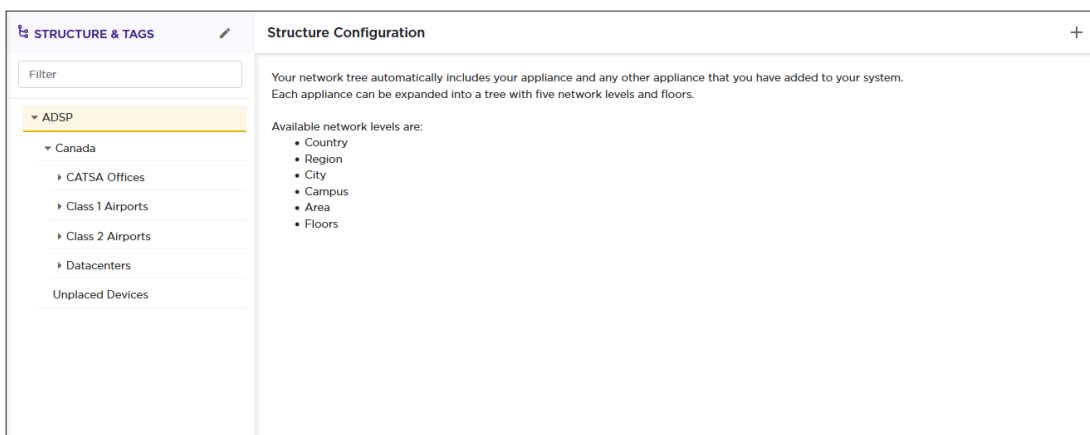 STRUCTURE & TAGS
Filter
ADSP
Canada
CATSA Offices
Class 1 Airports
Class 2 Airports
Datacenters
Unplaced Devices
Structure Configuration
Your network tree automatically includes your appliance and any other appliance that you have added to your system.
Each appliance can be expanded into a tree with five network levels and floors.
Available network levels are:
• Country
• Region
• City
• Campus
• Area
• Floors